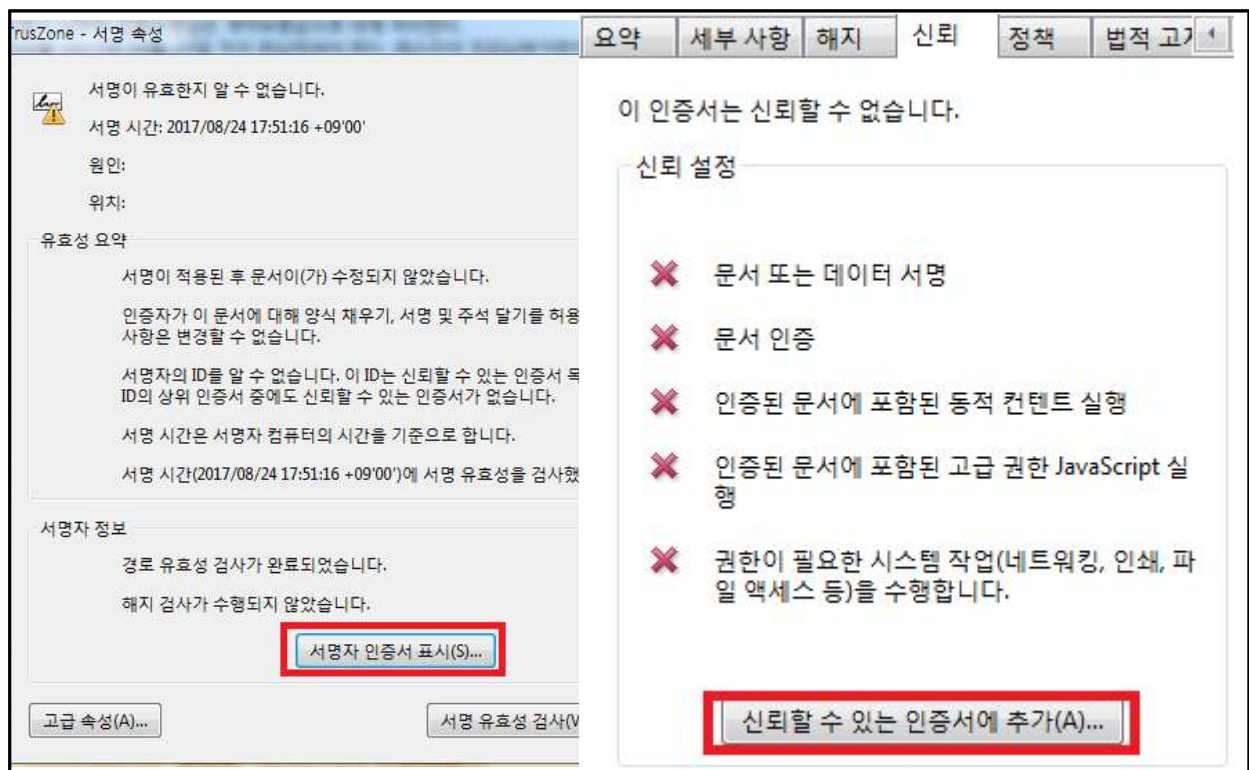 rusZone - 서명 속성
서명이 유효한지 알 수 없습니다.
서명 시간: 2017/08/24 17:51:16 +09'00'
원인:
위치:
유효성 요약
서명이 적용된 후 문서이(가) 수정되지 않았습니다.
인증자가 이 문서에 대해 양식 채우기, 서명 및 주석 달기를 허용
사항은 변경할 수 없습니다.
서명자의 ID를 알 수 없습니다. 이 ID는 신뢰할 수 있는 인증서 목
ID의 상위 인증서 중에도 신뢰할 수 있는 인증서가 없습니다.
서명 시간은 서명자 컴퓨터의 시간을 기준으로 합니다.
서명 시간(2017/08/24 17:51:16 +09'00')에 서명 유효성을 검사했
서명자 정보
경로 유효성 검사가 완료되었습니다.
해지 검사가 수행되지 않았습니다.
서명자 인증서 표시(S)...
고급 속성(A)...
서명 유효성 검사(V
요약
세부 사항
해지
신뢰
정책
법적 고지
이 인증서는 신뢰할 수 없습니다.
신뢰 설정
문서 또는 데이터 서명
문서 인증
인증된 문서에 포함된 동적 컨텐트 실행
인증된 문서에 포함된 고급 권한 JavaScript 실
행
권한이 필요한 시스템 작업(네트워킹, 인쇄, 파
일 액세스 등)을 수행합니다.
신뢰할 수 있는 인증서에 추가(A)...